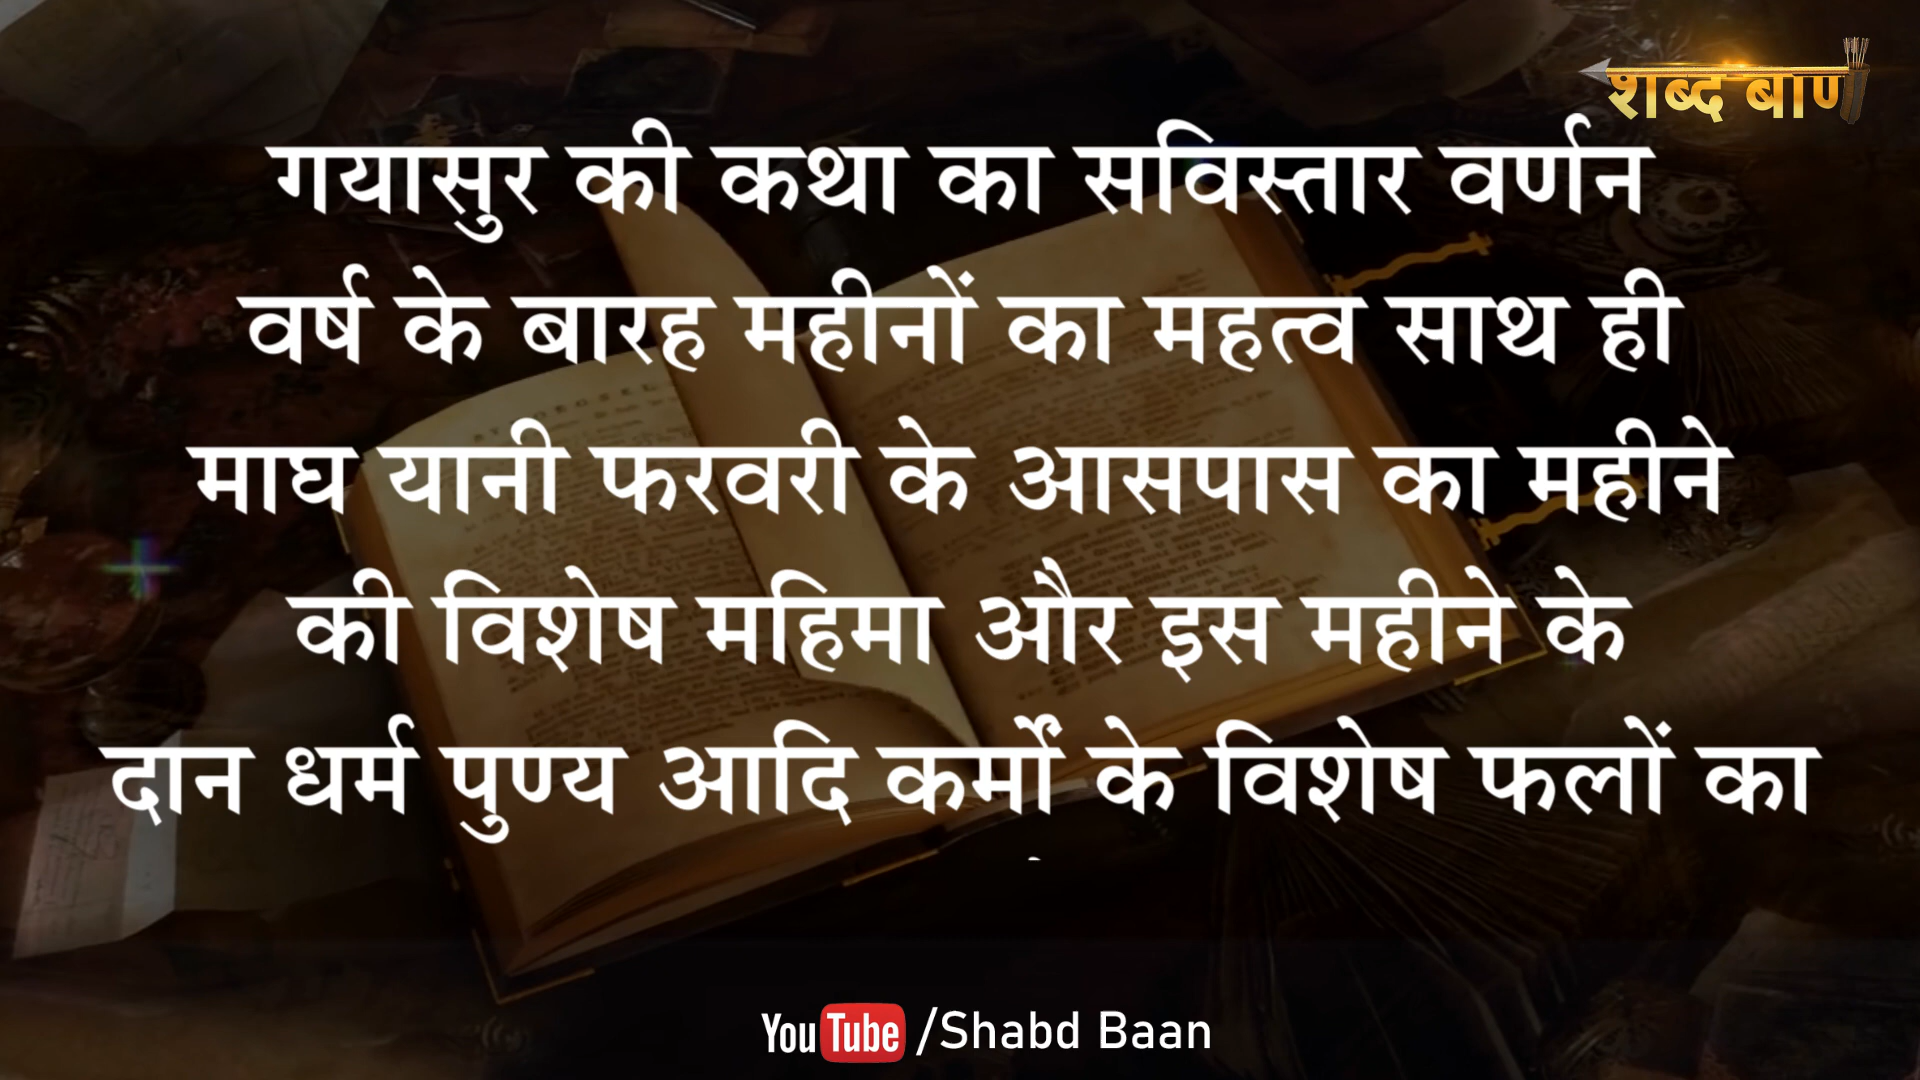 शब्द बाण
गयासुर की कथा का सविस्तार वर्णन
वर्ष के बारह महीनों का महत्व साथ ही
माघ यानी फरवरी के आसपास का महीने
की विशेष महिमा और इस महीने के
दान धर्म पुण्य आदि कर्मों के विशेष फलों का
YouTube /Shabd Baan